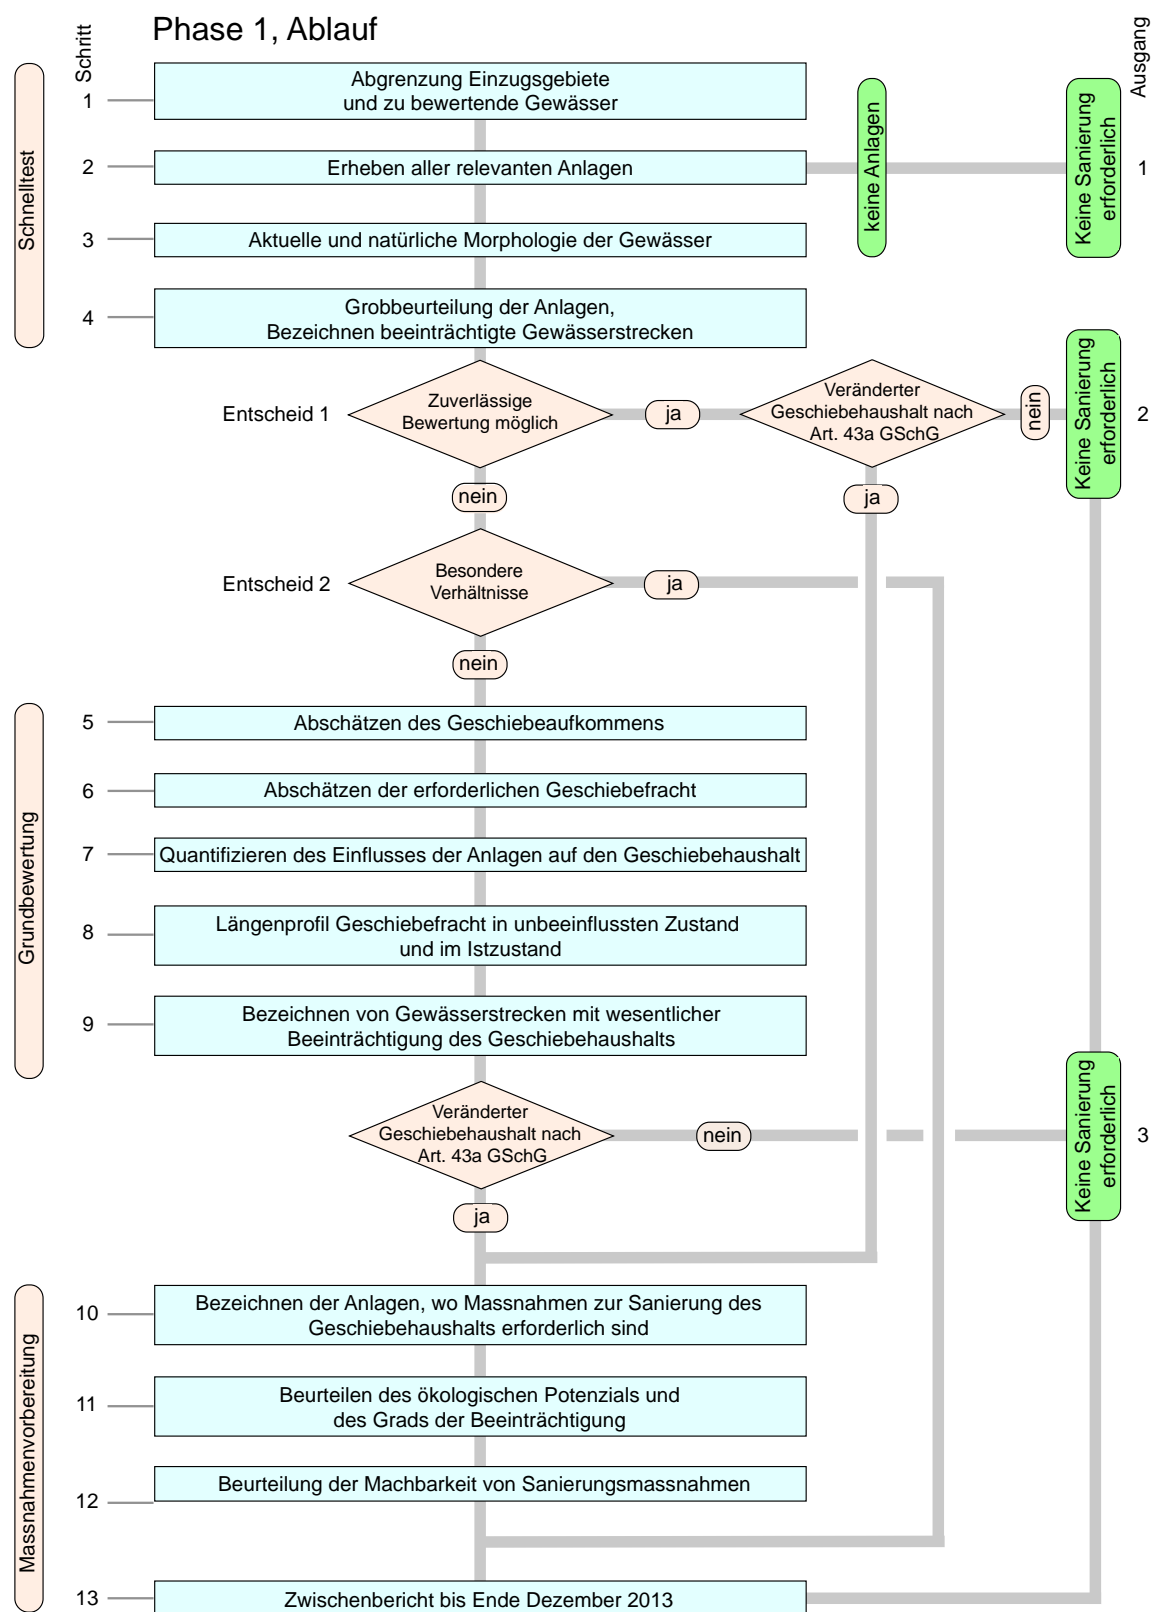 Phase 1, Ablauf
Schritt
Ausgang
Schnelltest
1
Abgrenzung Einzugsgebiete
und zu bewertende Gewässer
2
Erheben aller relevanten Anlagen
keine Anlagen
Keine Sanierung
erforderlich
1
3
Aktuelle und natürliche Morphologie der Gewässer
4
Grobbeurteilung der Anlagen,
Bezeichnen beeinträchtigte Gewässerstrecken
Entscheid 1
Zuverlässige
Bewertung möglich
ja
Veränderter
Geschiebehaushalt nach
Art. 43a GSchG
nein
Keine Sanierung
erforderlich
2
nein
ja
Entscheid 2
Besondere
Verhältnisse
ja
nein
Grundbewertung
5
Abschätzen des Geschiebeaufkommens
6
Abschätzen der erforderlichen Geschiebefracht
7
Quantifizieren des Einflusses der Anlagen auf den Geschiebehaushalt
8
Längenprofil Geschiebefracht in unbeeinflussten Zustand
und im Istzustand
9
Bezeichnen von Gewässerstrecken mit wesentlicher
Beeinträchtigung des Geschiebehaushalts
Veränderter
Geschiebehaushalt nach
Art. 43a GSchG
nein
Keine Sanierung
erforderlich
3
ja
Massnahmenvorbereitung
10
Bezeichnen der Anlagen, wo Massnahmen zur Sanierung des
Geschiebehaushalts erforderlich sind
11
Beurteilen des ökologischen Potenzials und
des Grads der Beeinträchtigung
12
Beurteilung der Machbarkeit von Sanierungsmassnahmen
13
Zwischenbericht bis Ende Dezember 2013